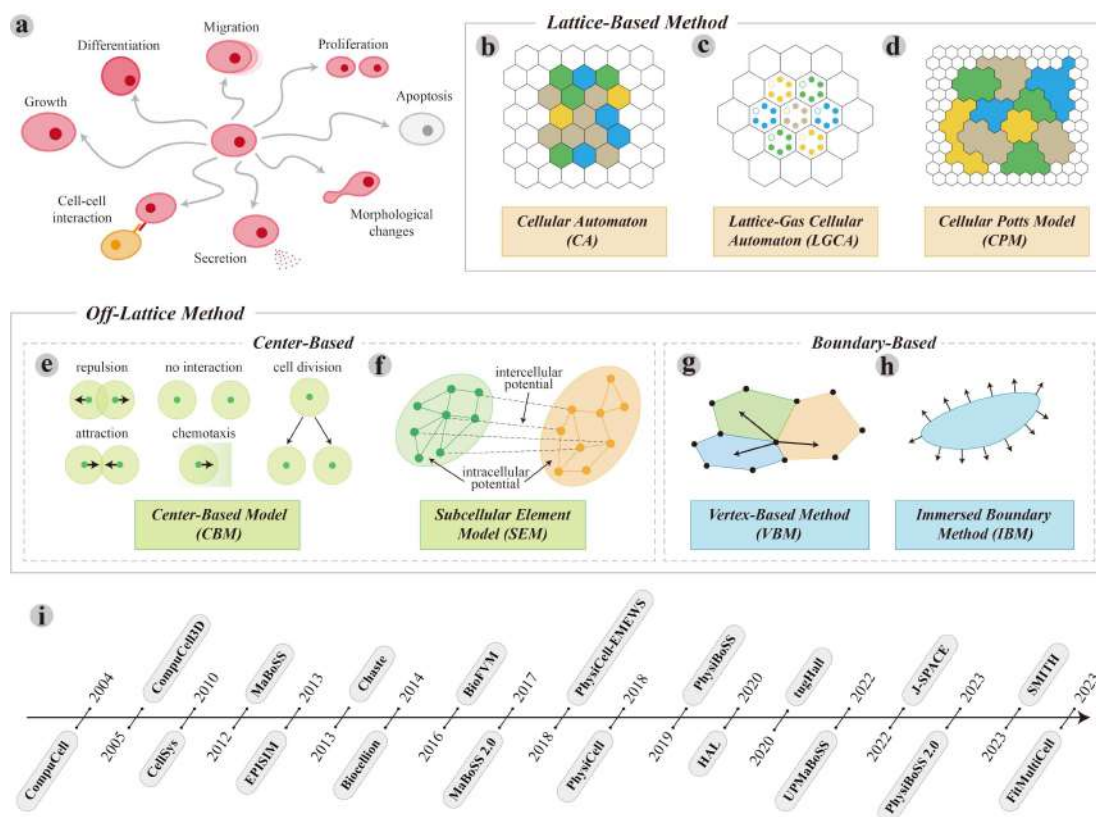 a
Migration
Differentiation
Proliferation
Growth
Apoptosis
Cell-cell
interaction
Secretion
Morphological
changes
Lattice-Based Method
b
c
d
Cellular Automaton
(CA)
Lattice-Gas Cellular
Automaton (LGCA)
Cellular Potts Model
(CPM)
Off-Lattice Method
Center-Based
e
repulsion
no interaction
cell division
attraction
chemotaxis
Center-Based Model
(CBM)
f
intercellular
potential
intracellular
potential
Subcellular Element
Model (SEM)
Boundary-Based
g
h
Vertex-Based Method
(VBM)
Immersed Boundary
Method (IBM)
i
CompuCell
2004
2005
CompuCell3D
CellSys
2010
2012
MaBoSS
EPISIM
2013
2013
Chaste
Biocellion
2014
2016
BioFVM
MaBoSS 2.0
2017
2018
PhysiCell-EMEWS
PhysiCell
2018
2019
PhysiBoSS
HAL
2020
2020
tugHall
UPMaBoSS
2022
2022
J-SPACE
PhysiBoSS 2.0
2023
2023
SMITH
FitMultiCell
2023